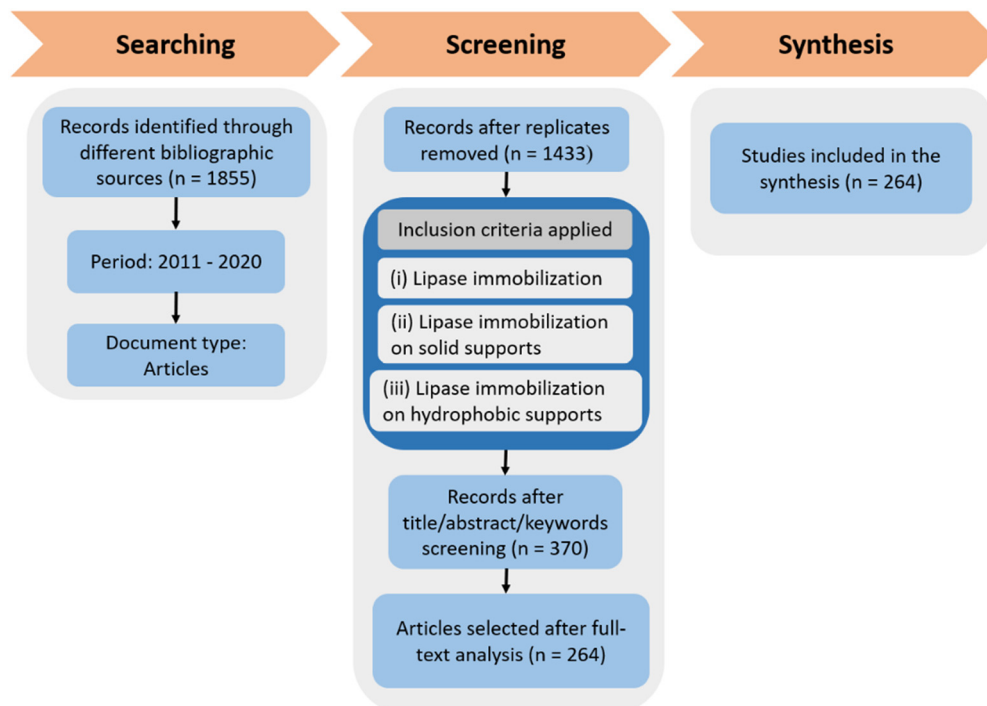 Searching
Records identified through
different bibliographic
sources (n = 1855)
Period: 2011 - 2020
Document type:
Articles
Screening
Records after replicates
removed (n = 1433)
Inclusion criteria applied
(i) Lipase immobilization
(ii) Lipase immobilization
on solid supports
(iii) Lipase immobilization
on hydrophobic supports
Records after
title/abstract/keywords
screening (n = 370)
Articles selected after full-
text analysis (n = 264)
Synthesis
Studies included in the
synthesis (n = 264)